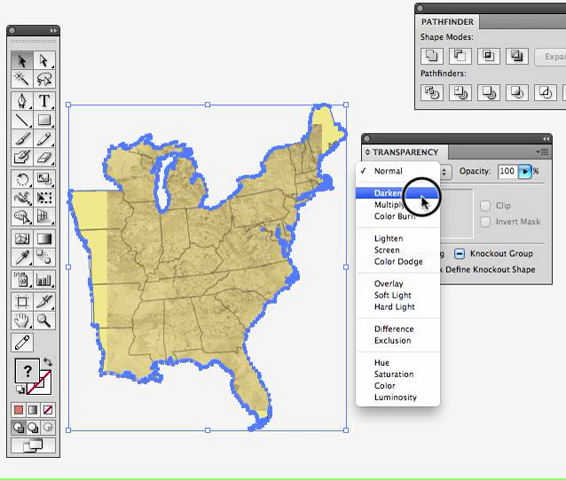 PATHFINDER
Shape Modes:
Expa
Pathfinders:
TRANSPARENCY
✓ Normal
Opacity: 100 %
Darken
Multiply
Color Burn
Clip
Invert Mask
Lighten
Screen
Color Dodge
Knockout Group
Define Knockout Shape
Overlay
Soft Light
Hard Light
Difference
Exclusion
Hue
Saturation
Color
Luminosity
T
?